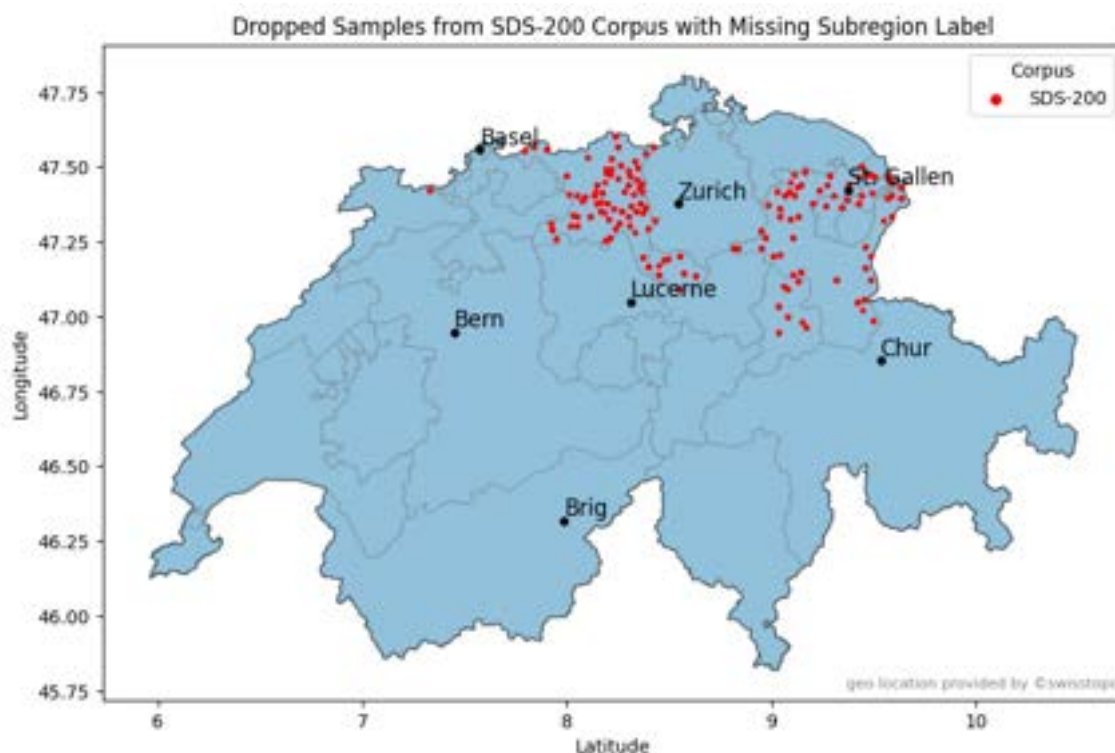 Dropped Samples from SDS-200 Corpus with Missing Subregion Label
Corpus
SDS-200
47.75
47.50
47.25
47.00
46.75
46.50
46.25
46.00
45.75
Longitude
Basel
Zurich
St. Gallen
Lucerne
Bern
Chur
Brig
geo location provided by ©swisstopo
6 7 8 9 10
Latitude